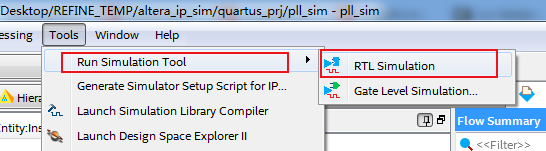 Desktop/REFINE_TEMP/altera_ip_sim/quartus_prj/pll_sim - pll_sim
essing Tools Window Help
Run Simulation Tool
RTL Simulation
Generate Simulator Setup Script for IP...
Gate Level Simulation...
Hiera
Launch Simulation Library Compiler
Entity:Ins
Launch Design Space Explorer II
Flow Summary
<<Filter>>